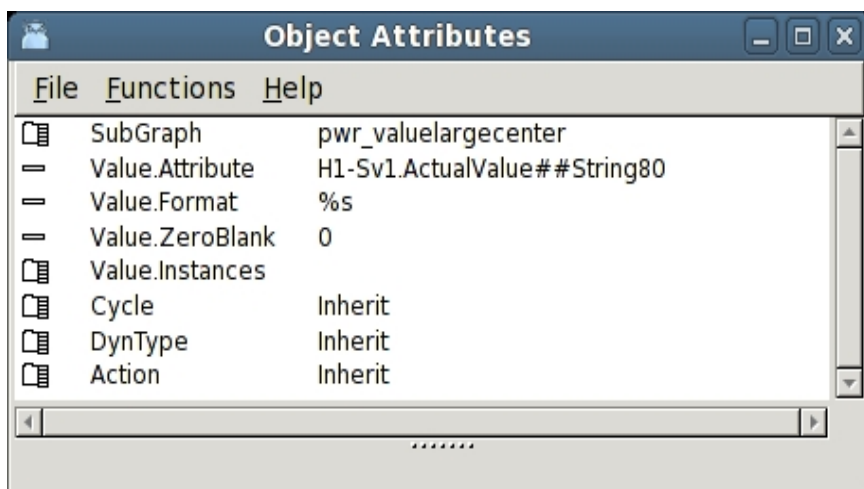 Object Attributes
File Functions Help
SubGraph pwr_valuelargecenter
Value.Attribute H1-Sv1.ActualValue##String80
Value.Format %s
Value.ZeroBlank 0
Value.Instances
Cycle Inherit
DynType Inherit
Action Inherit